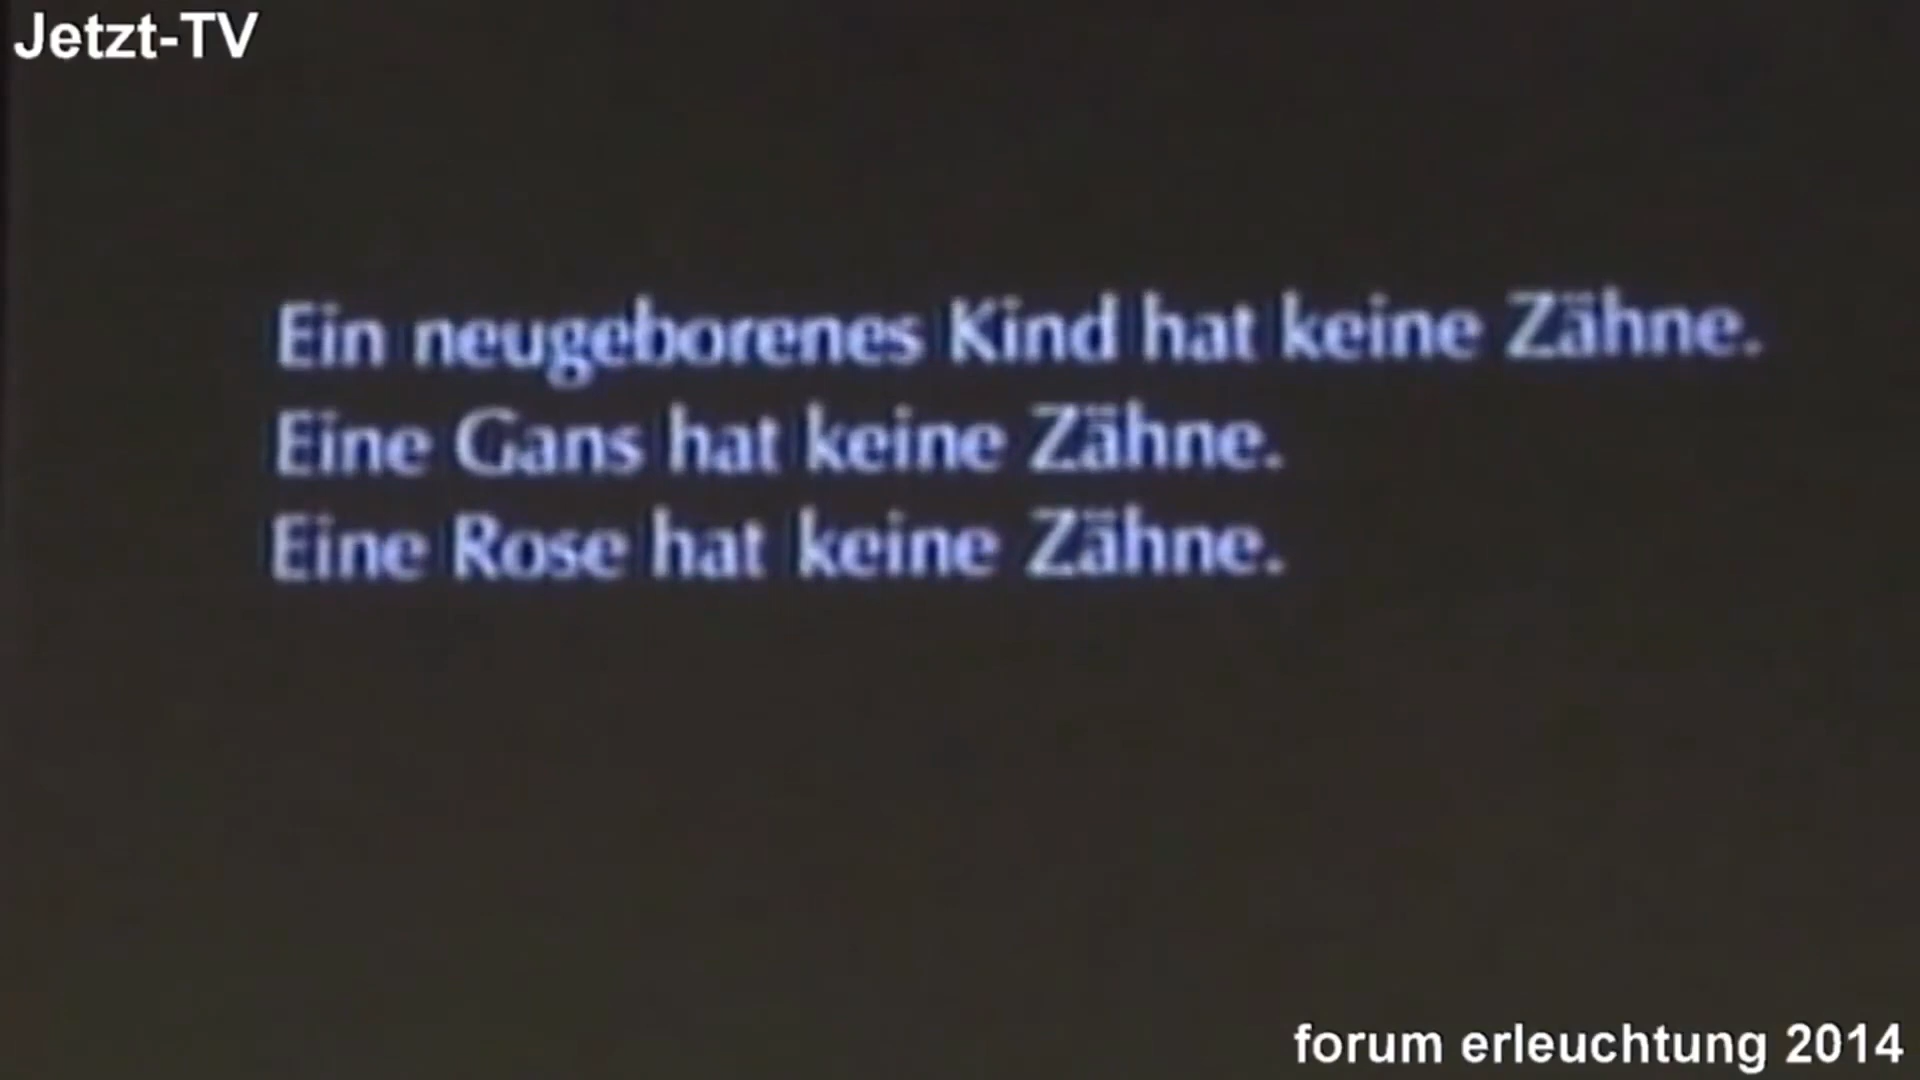 Jetzt-TV
Ein neugeborenes Kind hat keine Zähne.
Eine Gans hat keine Zähne.
Eine Rose hat keine Zähne.
forum erleuchtung 2014